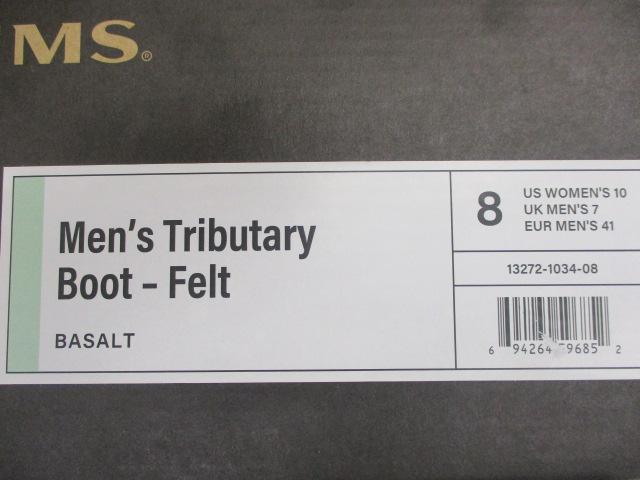 MS®
Men's Tributary
Boot - Felt
BASALT
8
US WOMEN'S 10
UK MEN'S 7
EUR MEN'S 41
13272-1034-08
6 94264 9685 2